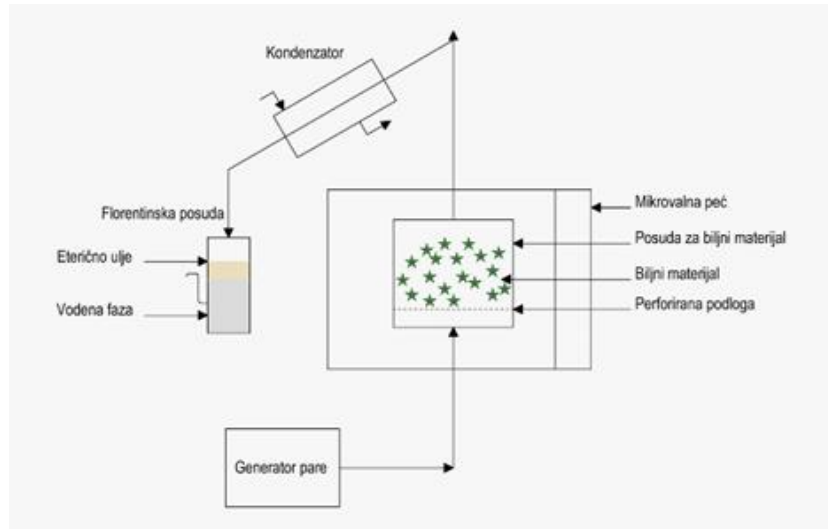 Kondenzator
Florentinska posuda
Eterično ulje
Vodena faza
Mikrovalna peć
Posuda za biljni materijal
Biljni materijal
Perforirana podloga
Generator pare